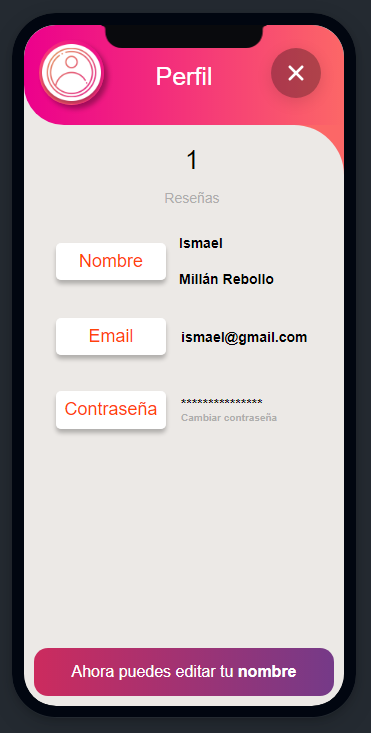 Perfil
1
Reseñas
Nombre
Ismael
Millán Rebollo
Email
ismael@gmail.com
Contraseña
***************
Cambiar contraseña
Ahora puedes editar tu nombre